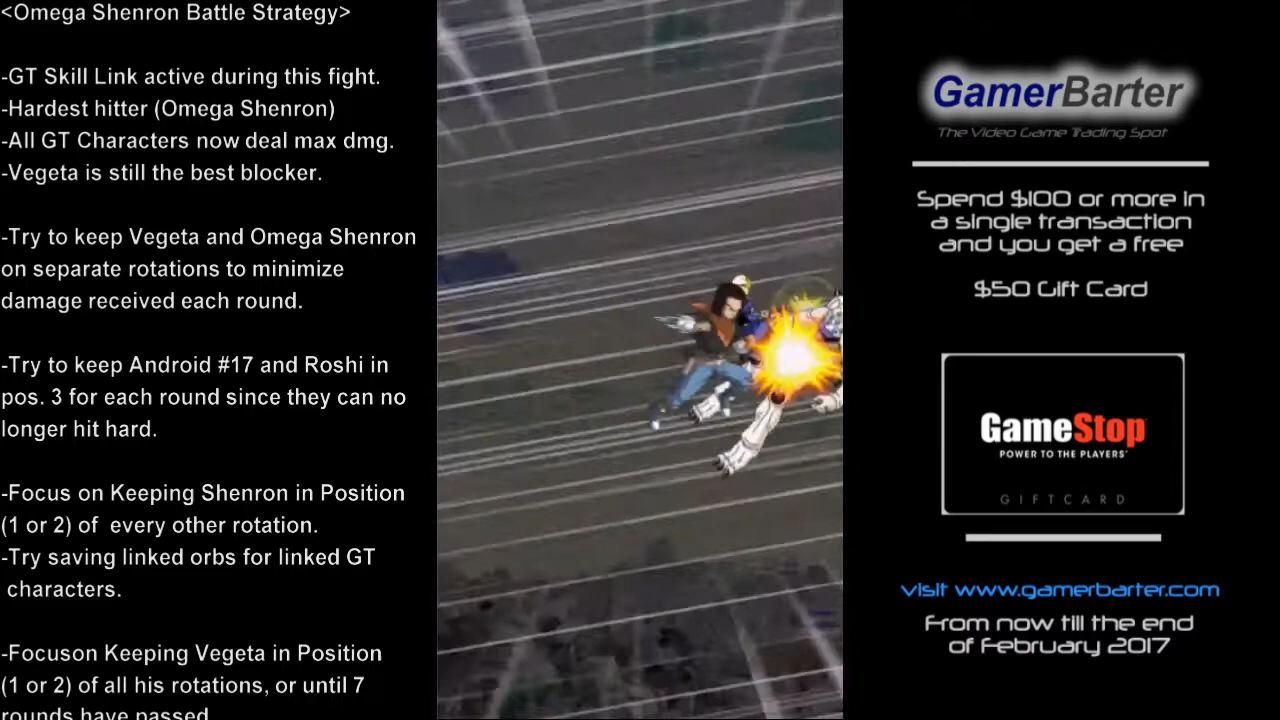 <Omega Shenron Battle Strategy>
-GT Skill Link active during this fight.
-Hardest hitter (Omega Shenron)
-All GT Characters now deal max dmg.
-Vegeta is still the best blocker.
-Try to keep Vegeta and Omega Shenron
on separate rotations to minimize
damage received each round.
-Try to keep Android #17 and Roshi in
pos. 3 for each round since they can no
longer hit hard.
-Focus on Keeping Shenron in Position
(1 or 2) of every other rotation.
-Try saving linked orbs for linked GT
characters.
-Focuson Keeping Vegeta in Position
(1 or 2) of all his rotations, or until 7
rounds have passed
GamerBarter
The Video Game Trading Spot
Spend $100 or more in
a single transaction
and you get a free
$50 Gift Card
GameStop
POWER TO THE PLAYERS
GIFTCARD
visit www.gamerbarter.com
From now till the end
of February 2017